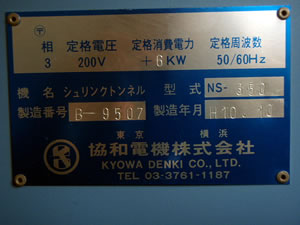 〒
相 定格電圧 定格消費電力 定格周波数
3 200V +6KW 50/60Hz
機名 シュリンクトンネル 型式 NS-350
製造番号 B-9507 製造年月 H10.10
東京 横浜
協和電機株式会社
KYOWA DENKI CO., LTD.
TEL 03-3761-1187